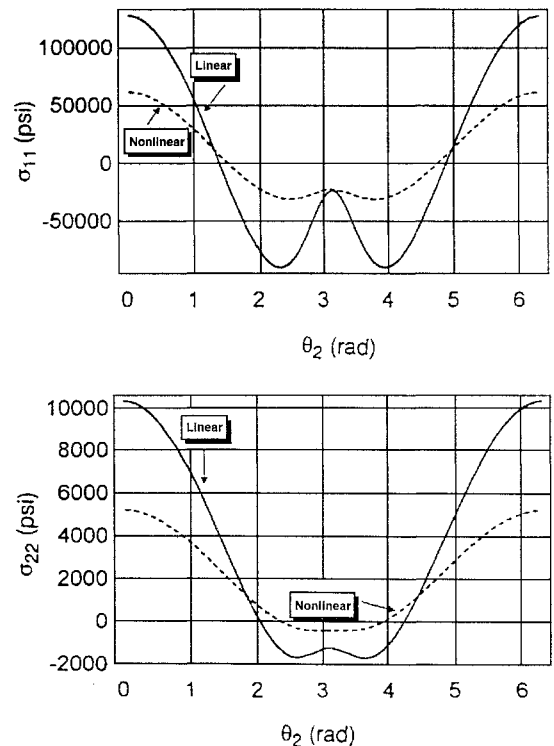 100000
50000
0
-50000
σ11 (psi)
Linear
Nonlinear
0 1 2 3 4 5 6
θ2 (rad)
10000
8000
6000
4000
2000
0
-2000
σ22 (psi)
Linear
Nonlinear
0 1 2 3 4 5 6
θ2 (rad)